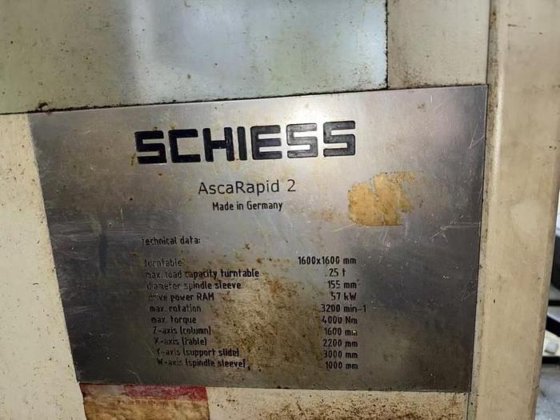 SCHIESS
AscaRapid 2
Made in Germany
technical data:
turntable 1600x1600 mm
max. load capacity turntable 25 t
diameter spindle sleeve 155 mm
drive power RAM 57 kW
max. rotation 3200 min-1
max. torque 4000 Nm
Z-axis (column) 1600 mm
X-axis (table) 2200 mm
Y-axis (support slide) 3000 mm
W-axis (spindle sleeve) 1000 mm